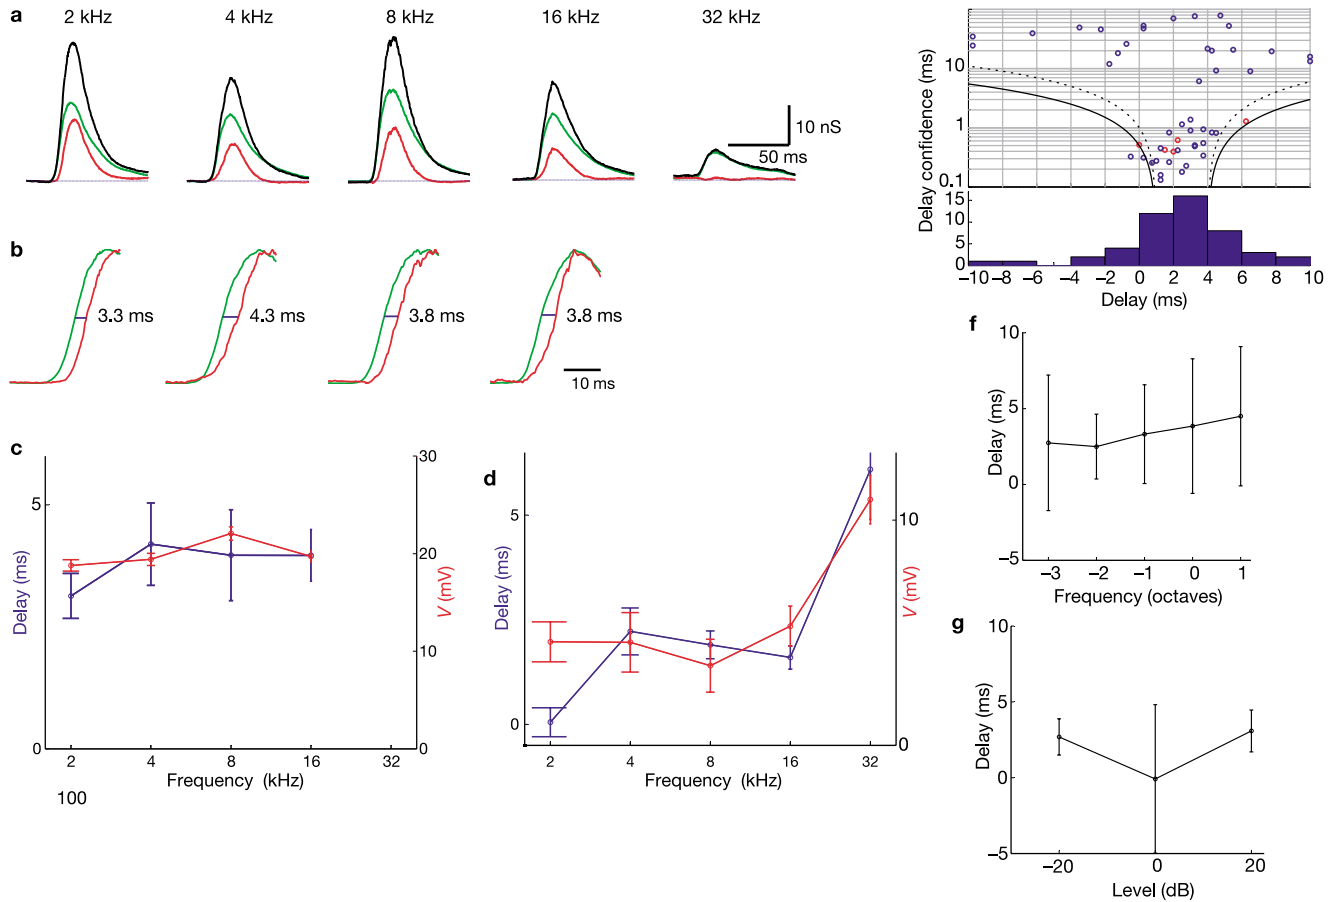 a
2 kHz
4 kHz
8 kHz
16 kHz
32 kHz
10 nS
50 ms
b
3.3 ms
4.3 ms
3.8 ms
3.8 ms
10 ms
c
Delay (ms)
5
0
30
20
10
0
V (mV)
2
4
8
16
32
Frequency (kHz)
100
d
Delay (ms)
5
0
10
0
V (mV)
2
4
8
16
32
Frequency (kHz)
Delay confidence (ms)
10
1
0.1
15
10
5
0
−10
−8
−6
−4
−2
0
2
4
6
8
10
Delay (ms)
f
Delay (ms)
10
5
0
−5
−3
−2
−1
0
1
Frequency (octaves)
g
Delay (ms)
10
5
0
−5
−20
0
20
Level (dB)